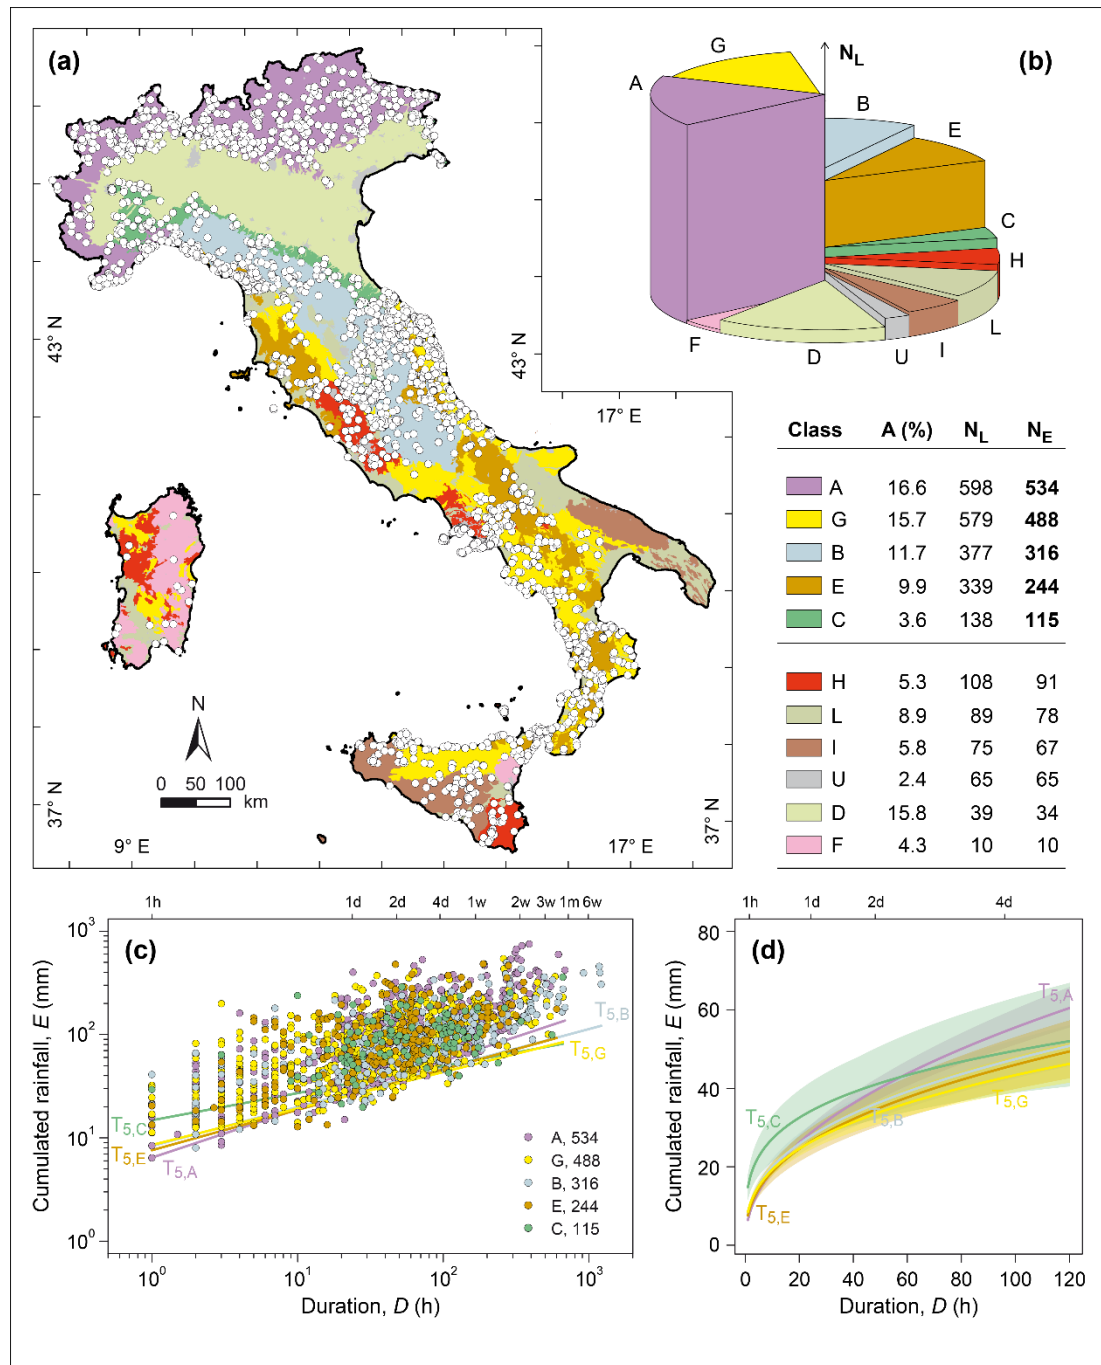 (a)
43° N
37° N
9° E
17° E
37° N
43° N
17° E
N
0 50 100
km
(b)
N_L
G
A
B
E
C
H
L
I
U
D
F
Class A (%) N_L N_E
A 16.6 598 534
G 15.7 579 488
B 11.7 377 316
E 9.9 339 244
C 3.6 138 115
H 5.3 108 91
L 8.9 89 78
I 5.8 75 67
U 2.4 65 65
D 15.8 39 34
F 4.3 10 10
1h 1d 2d 4d 1w 2w 3w 1m 6w
(c)
10³
10²
10¹
10⁰
Cumulated rainfall, E (mm)
T5,C
T5,E
T5,A
T5,B
T5,G
A, 534
G, 488
B, 316
E, 244
C, 115
10⁰ 10¹ 10² 10³
Duration, D (h)
1h 1d 2d 4d
(d)
80
60
40
20
0
Cumulated rainfall, E (mm)
T5,A
T5,C
T5,B
T5,G
T5,E
0 20 40 60 80 100 120
Duration, D (h)